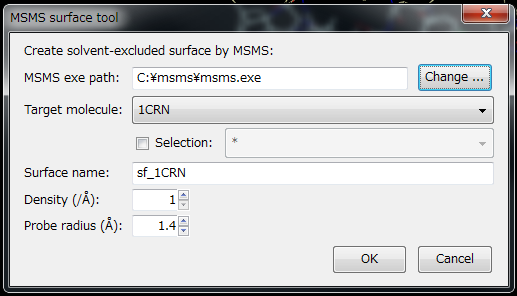 MSMS surface tool
Create solvent-excluded surface by MSMS:
MSMS exe path: C:¥msms¥msms.exe Change ...
Target molecule: 1CRN
Selection: *
Surface name: sf_1CRN
Density (/Å): 1
Probe radius (Å): 1.4
OK Cancel